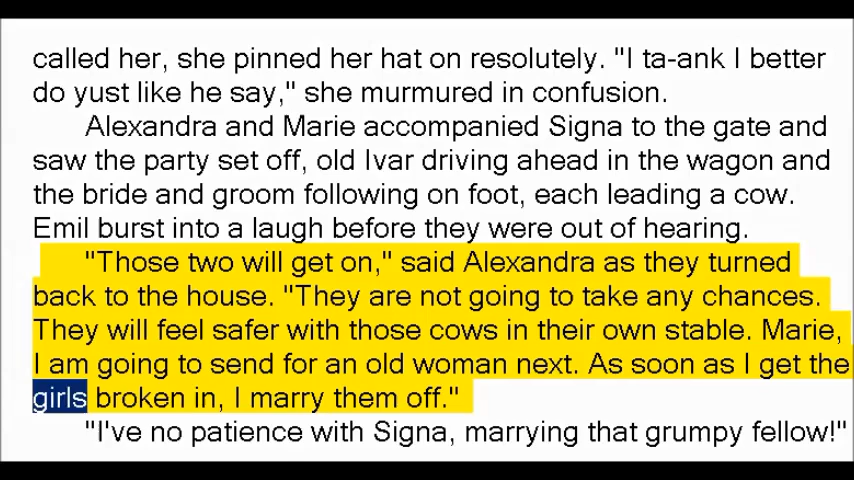 called her, she pinned her hat on resolutely. "I ta-ank I better
do yust like he say," she murmured in confusion.
Alexandra and Marie accompanied Signa to the gate and
saw the party set off, old Ivar driving ahead in the wagon and
the bride and groom following on foot, each leading a cow.
Emil burst into a laugh before they were out of hearing.
"Those two will get on," said Alexandra as they turned
back to the house. "They are not going to take any chances.
They will feel safer with those cows in their own stable. Marie,
I am going to send for an old woman next. As soon as I get the
girls broken in, I marry them off."
"I've no patience with Signa, marrying that grumpy fellow!"